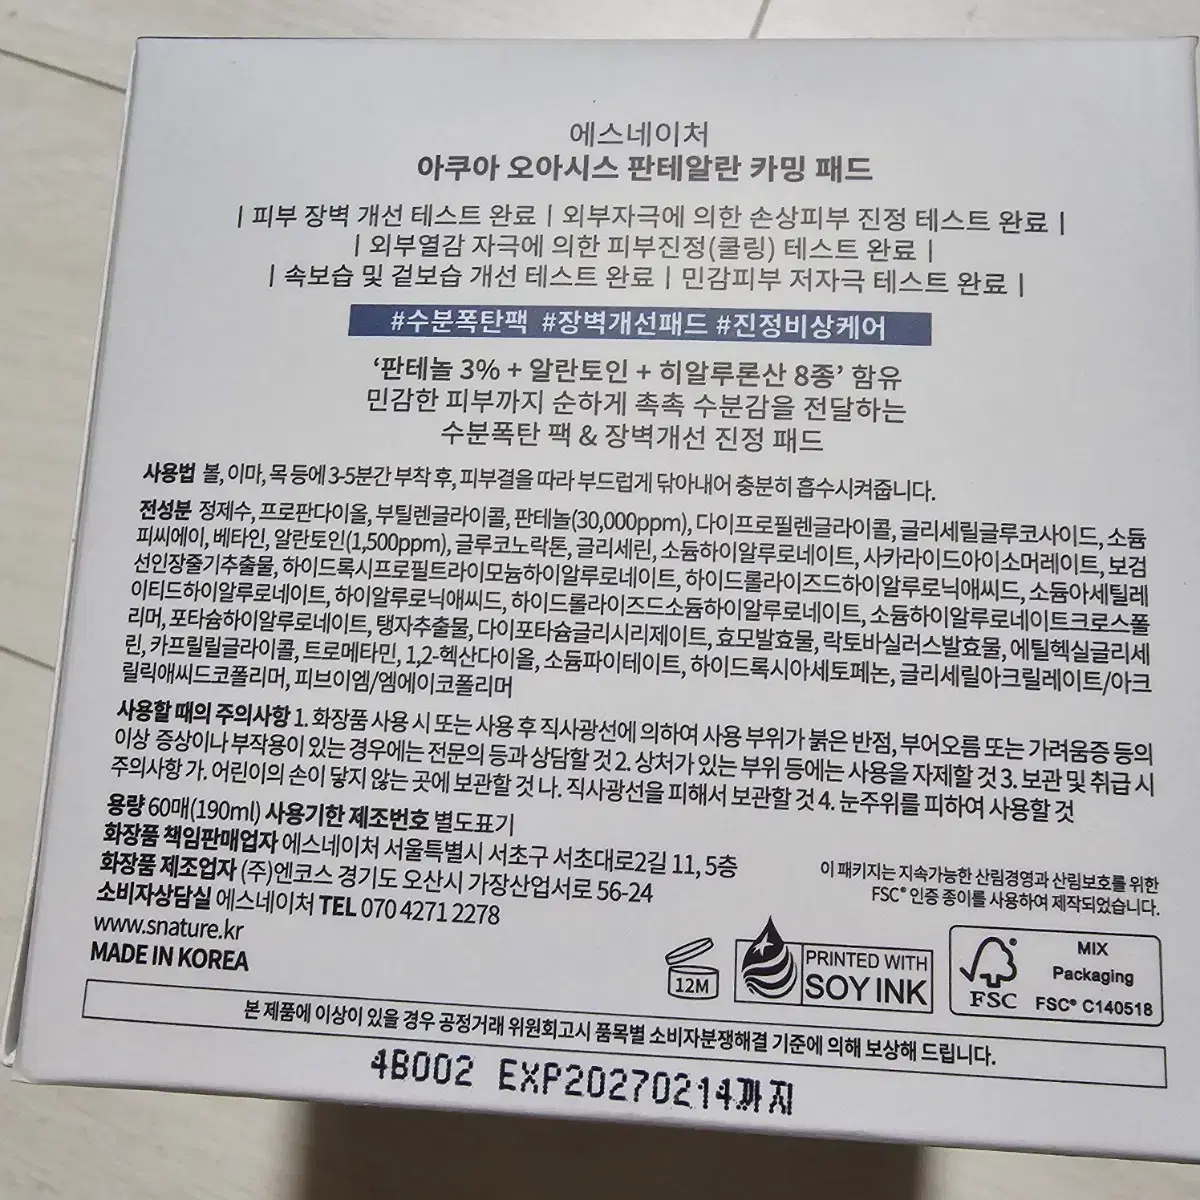 에스네이처
아쿠아 오아시스 판테알란 카밍 패드
| 피부 장벽 개선 테스트 완료 | 외부자극에 의한 손상피부 진정 테스트 완료 |
| 외부열감 자극에 의한 피부진정(쿨링) 테스트 완료 |
| 속보습 및 겉보습 개선 테스트 완료 | 민감피부 저자극 테스트 완료 |
#수분폭탄팩 #장벽개선패드 #진정비상케어
‘판테놀 3% + 알란토인 + 히알루론산 8종’ 함유
민감한 피부까지 순하게 촉촉 수분감을 전달하는
수분폭탄 팩 & 장벽개선 진정 패드
사용법 볼, 이마, 목 등에 3-5분간 부착 후, 피부결을 따라 부드럽게 닦아내어 충분히 흡수시켜줍니다.
전성분 정제수, 프로판다이올, 부틸렌글라이콜, 판테놀(30,000ppm), 다이프로필렌글라이콜, 글리세릴글루코사이드, 소듐
피씨에이, 베타인, 알란토인(1,500ppm), 글루코노락톤, 글리세린, 소듐하이알루로네이트, 사카라이드아이소머레이트, 보검
선인장줄기추출물, 하이드록시프로필트라이모늄하이알루로네이트, 하이드롤라이즈드하이알루로닉애씨드, 소듐아세틸레
이티드하이알루로네이트, 하이알루로닉애씨드, 하이드롤라이즈드소듐하이알루로네이트, 소듐하이알루로네이트크로스폴
리머, 포타슘하이알루로네이트, 탱자추출물, 다이포타슘글리시리제이트, 효모발효물, 락토바실러스발효물, 에틸헥실글리세
린, 카프릴릴글라이콜, 트로메타민, 1,2-헥산다이올, 소듐파이테이트, 하이드록시아세토페논, 글리세릴아크릴레이트/아크
릴릭애씨드코폴리머, 피브이엠/엠에이코폴리머
사용할 때의 주의사항 1. 화장품 사용 시 또는 사용 후 직사광선에 의하여 사용 부위가 붉은 반점, 부어오름 또는 가려움증 등의
이상 증상이나 부작용이 있는 경우에는 전문의 등과 상담할 것 2. 상처가 있는 부위 등에는 사용을 자제할 것 3. 보관 및 취급 시
주의사항 가. 어린이의 손이 닿지 않는 곳에 보관할 것 나. 직사광선을 피해서 보관할 것 4. 눈주위를 피하여 사용할 것
용량 60매(190ml) 사용기한 제조번호 별도표기
화장품 책임판매업자 에스네이처 서울특별시 서초구 서초대로2길 11, 5층
화장품 제조업자 (주)엔코스 경기도 오산시 가장산업서로 56-24
소비자상담실 에스네이처 TEL 070 4271 2278
www.snature.kr
MADE IN KOREA
이 패키지는 지속가능한 산림경영과 산림보호를 위한
FSC® 인증 종이를 사용하여 제작되었습니다.
12M
PRINTED WITH
SOY INK
FSC
MIX
Packaging
FSC® C140518
본 제품에 이상이 있을 경우 공정거래 위원회고시 품목별 소비자분쟁해결 기준에 의해 보상해 드립니다.
4B002 EXP20270214까지